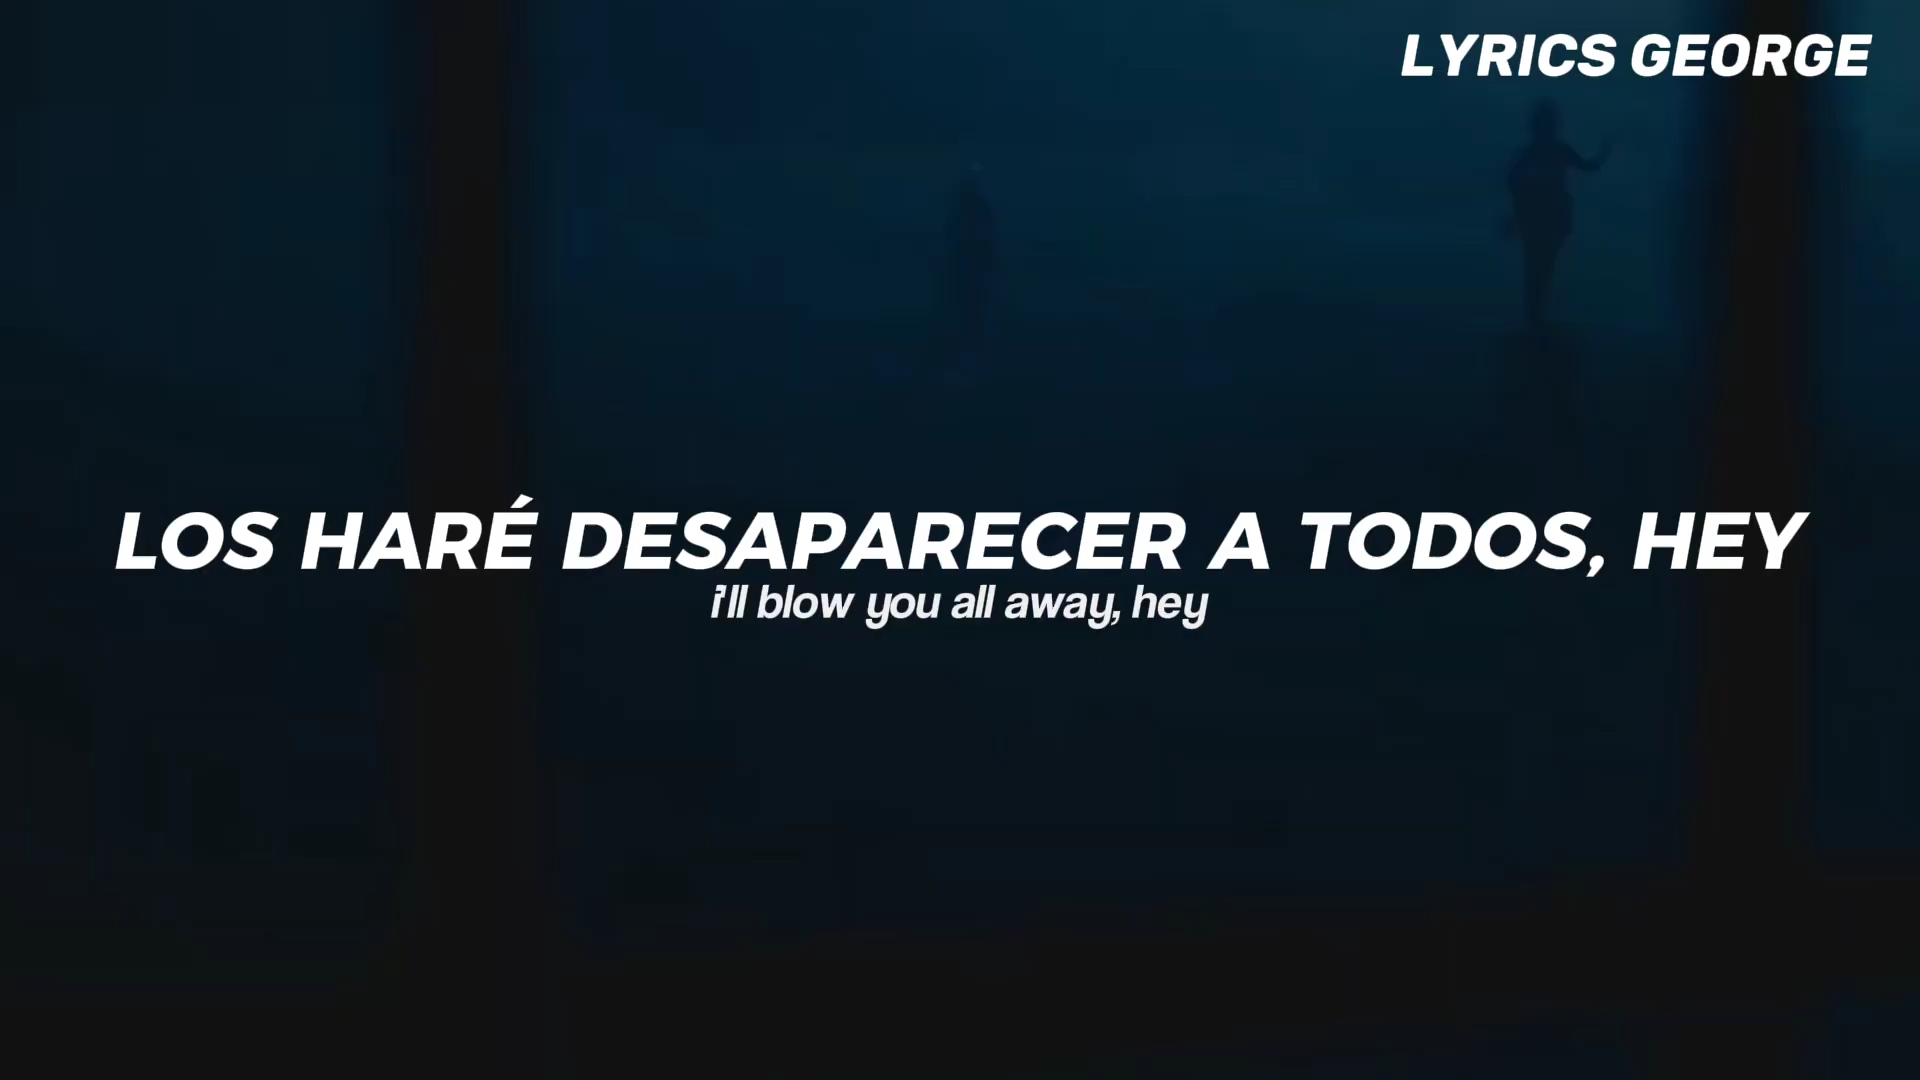 LYRICS GEORGE
LOS HARÉ DESAPARECER A TODOS, HEY
i'll blow you all away, hey